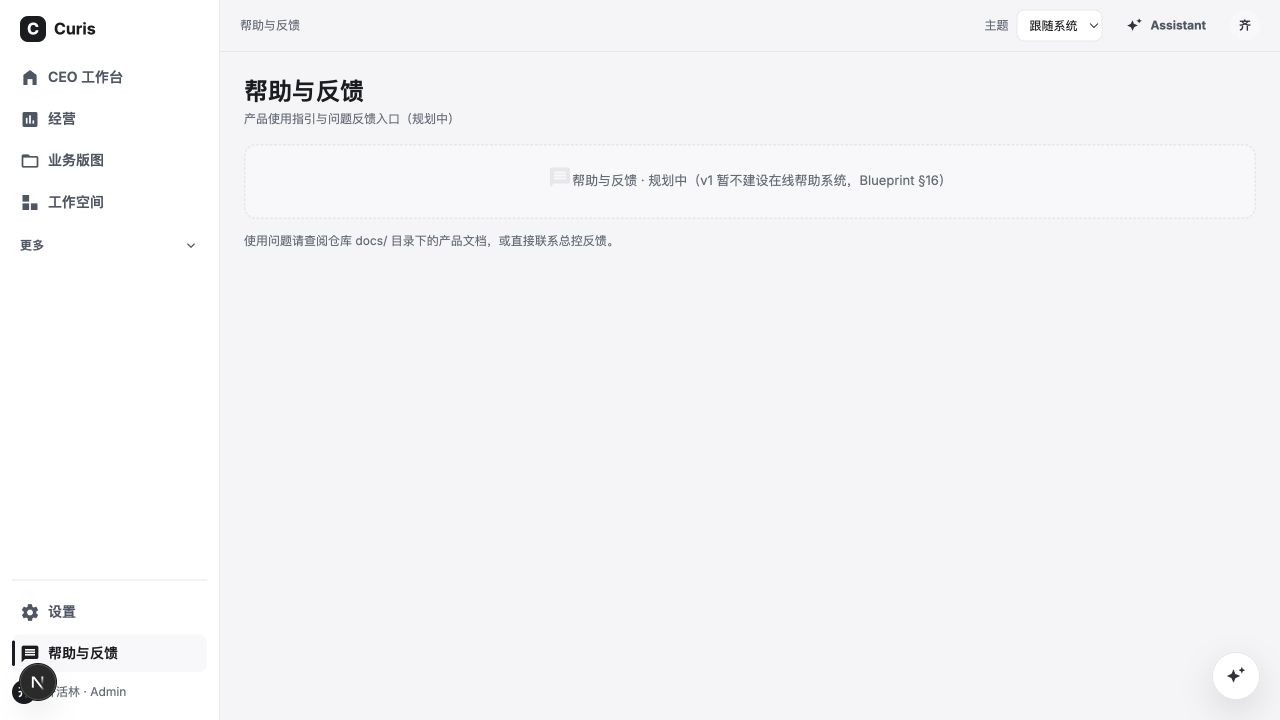 C Curis
CEO 工作台
经营
业务版图
工作空间
更多
设置
帮助与反馈
N
活林 · Admin
帮助与反馈
主题
跟随系统
Assistant
齐
帮助与反馈
产品使用指引与问题反馈入口（规划中）
帮助与反馈 · 规划中（v1 暂不建设在线帮助系统，Blueprint §16）
使用问题请查阅仓库 docs/ 目录下的产品文档，或直接联系总控反馈。